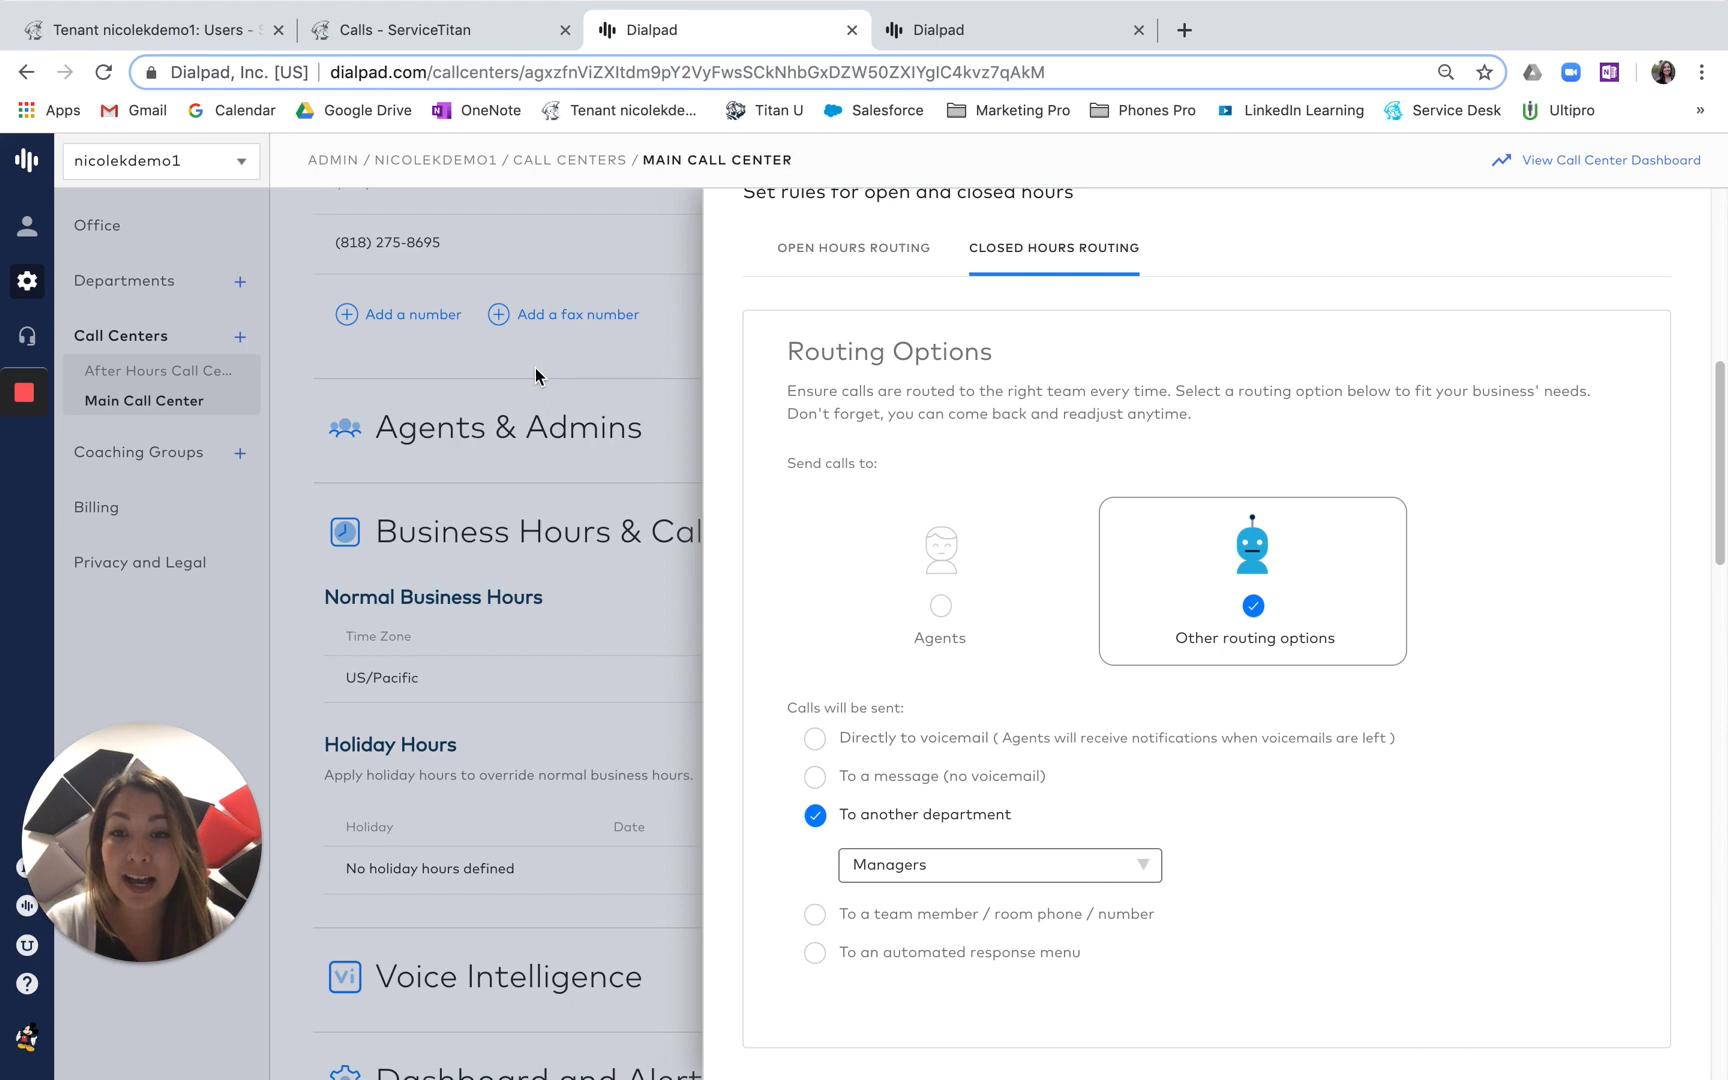 Tenant nicolekdemo1: Users -
Calls - ServiceTitan
Dialpad
Dialpad
Dialpad, Inc. [US]
dialpad.com/callcenters/agxzfnViZXItdm9pY2VyFwsSCkNhbGxDZW50ZXIYgIC4kvz7qAkM
Apps
Gmail
Calendar
Google Drive
OneNote
Tenant nicolekde...
Titan U
Salesforce
Marketing Pro
Phones Pro
LinkedIn Learning
Service Desk
Ultipro
»
nicolekdemo1
ADMIN / NICOLEKDEMO1 / CALL CENTERS / MAIN CALL CENTER
View Call Center Dashboard
Office
Departments
Call Centers
After Hours Call Ce...
Main Call Center
Coaching Groups
Billing
Privacy and Legal
(818) 275-8695
Add a number
Add a fax number
Agents & Admins
Business Hours & Cal
Normal Business Hours
Time Zone
US/Pacific
Holiday Hours
Apply holiday hours to override normal business hours.
Holiday
Date
No holiday hours defined
Vi
Voice Intelligence
Dashboard and Alert
Set rules for open and closed hours
OPEN HOURS ROUTING
CLOSED HOURS ROUTING
Routing Options
Ensure calls are routed to the right team every time. Select a routing option below to fit your business' needs.
Don't forget, you can come back and readjust anytime.
Send calls to:
Agents
Other routing options
Calls will be sent:
Directly to voicemail ( Agents will receive notifications when voicemails are left )
To a message (no voicemail)
To another department
Managers
To a team member / room phone / number
To an automated response menu